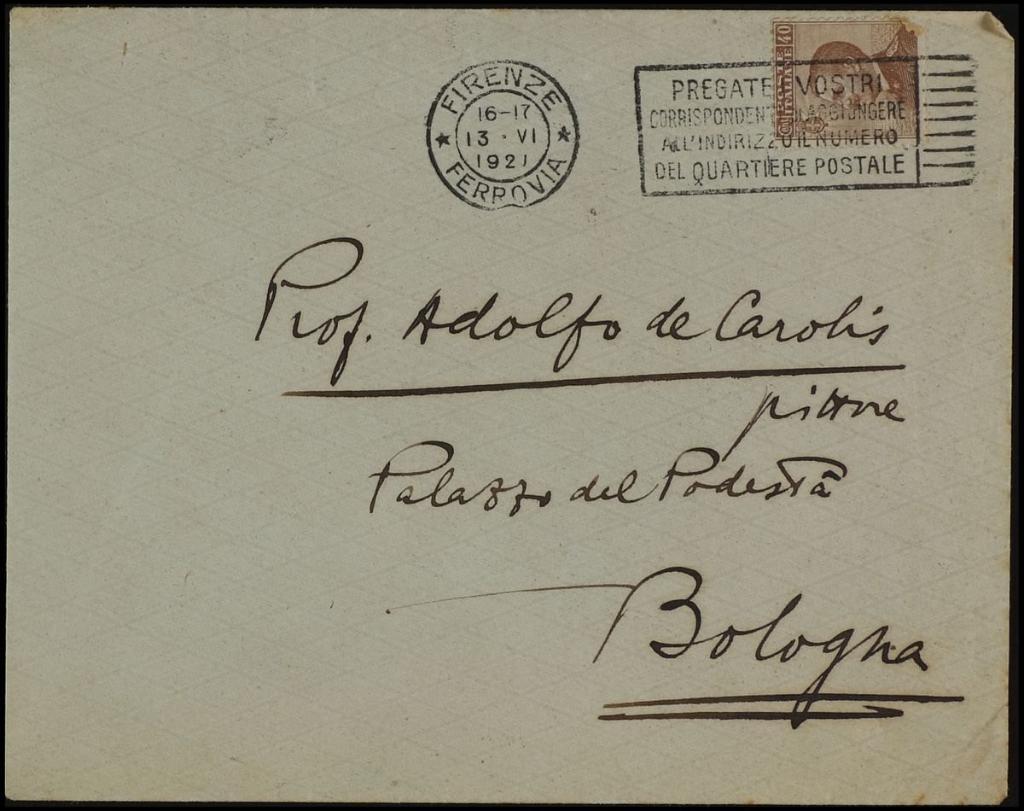 FIRENZE
16-17
13 · VI
1921
FERROVIA
40
PREGATE I VOSTRI
CORRISPONDENTI D'AGGIUNGERE
ALL'INDIRIZZO IL NUMERO
DEL QUARTIERE POSTALE
Prof. Adolfo de Carolis
pittore
Palazzo del Podestà
Bologna